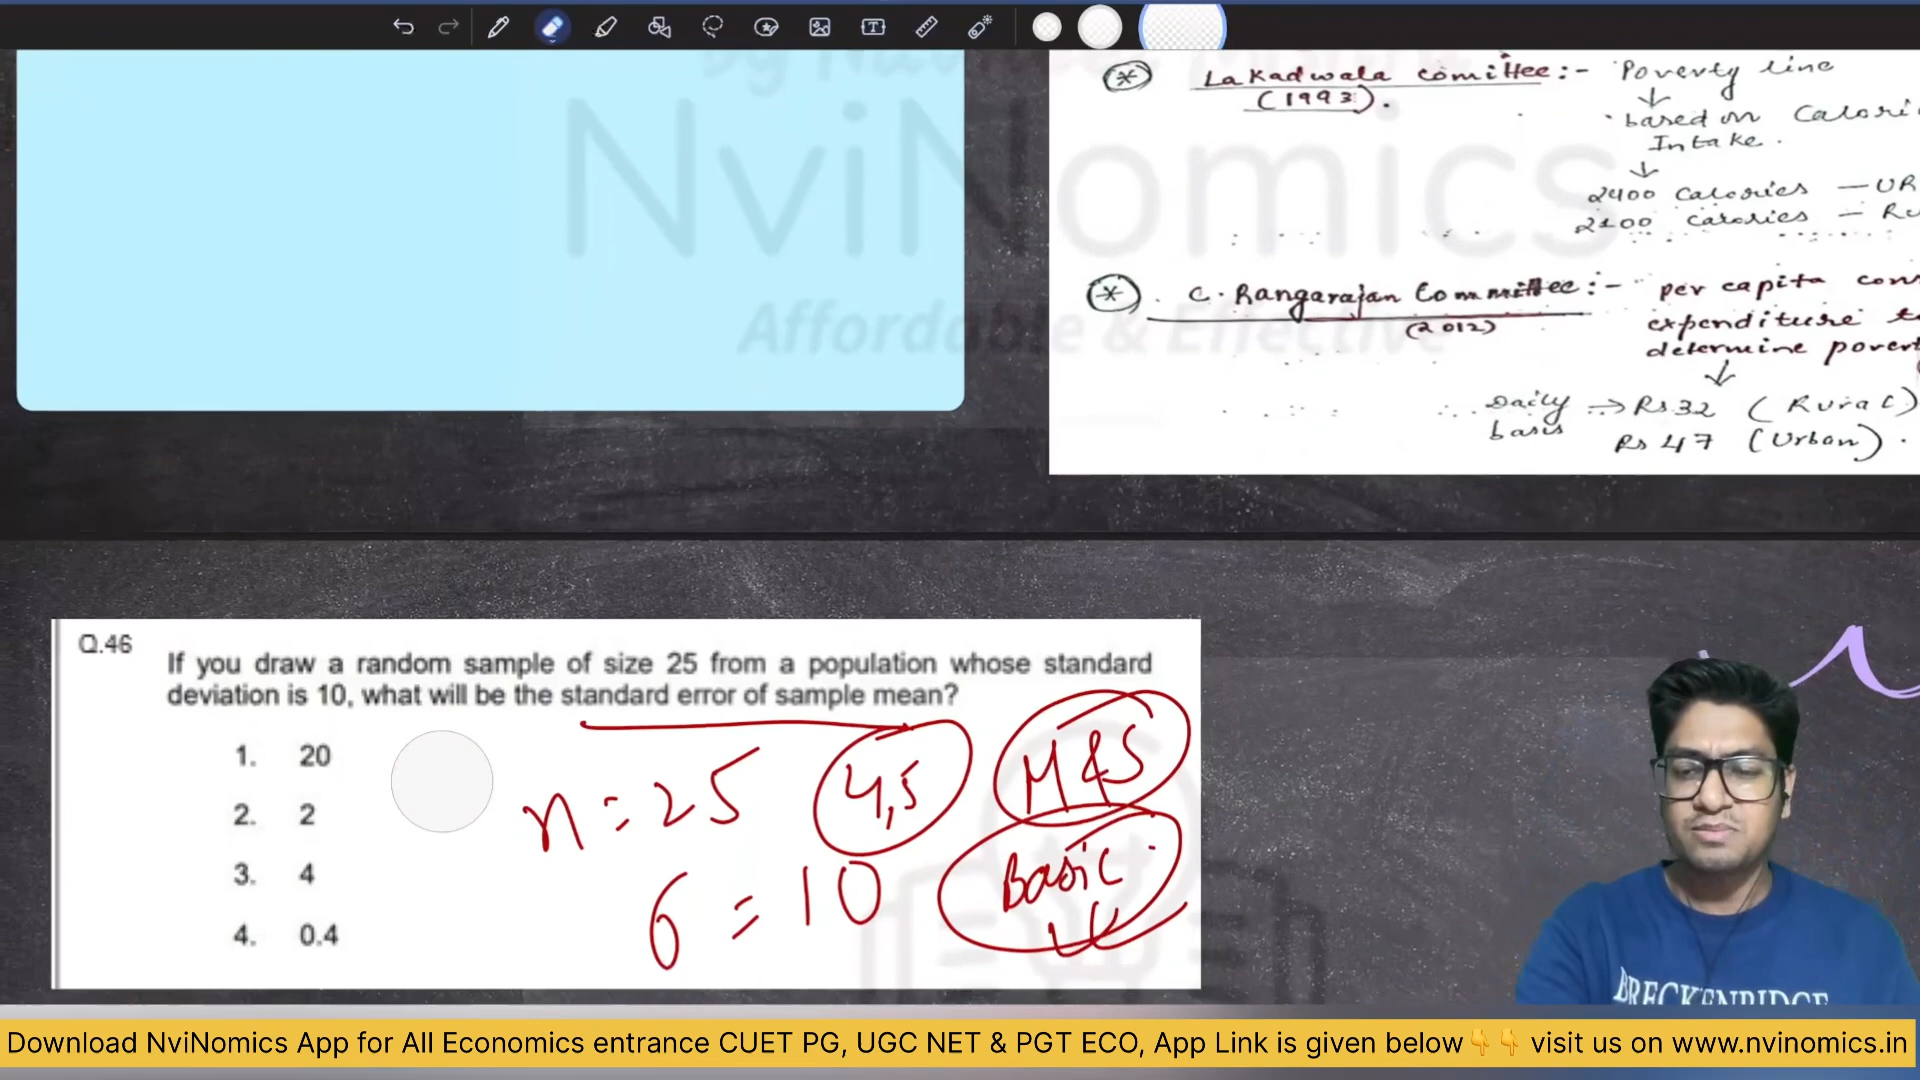 NviNomics
Affordable & Effective
Lakadwala Comittee :- Poverty line
(1993).
based on Calori
Intake.
2400 Calories — UR
2100 Calories — Ru
C. Rangarajan Committee :- per capita cons
(2012)
expenditure to
determine povert
Daily basis → Rs 32 (Rural)
Rs 47 (Urban).
Q.46
If you draw a random sample of size 25 from a population whose standard
deviation is 10, what will be the standard error of sample mean?
1. 20
2. 2
3. 4
4. 0.4
n = 25
4,5
M&S
6 = 10
Basic
BRECKENRIDGE
Download NviNomics App for All Economics entrance CUET PG, UGC NET & PGT ECO, App Link is given below👇👇 visit us on www.nvinomics.in